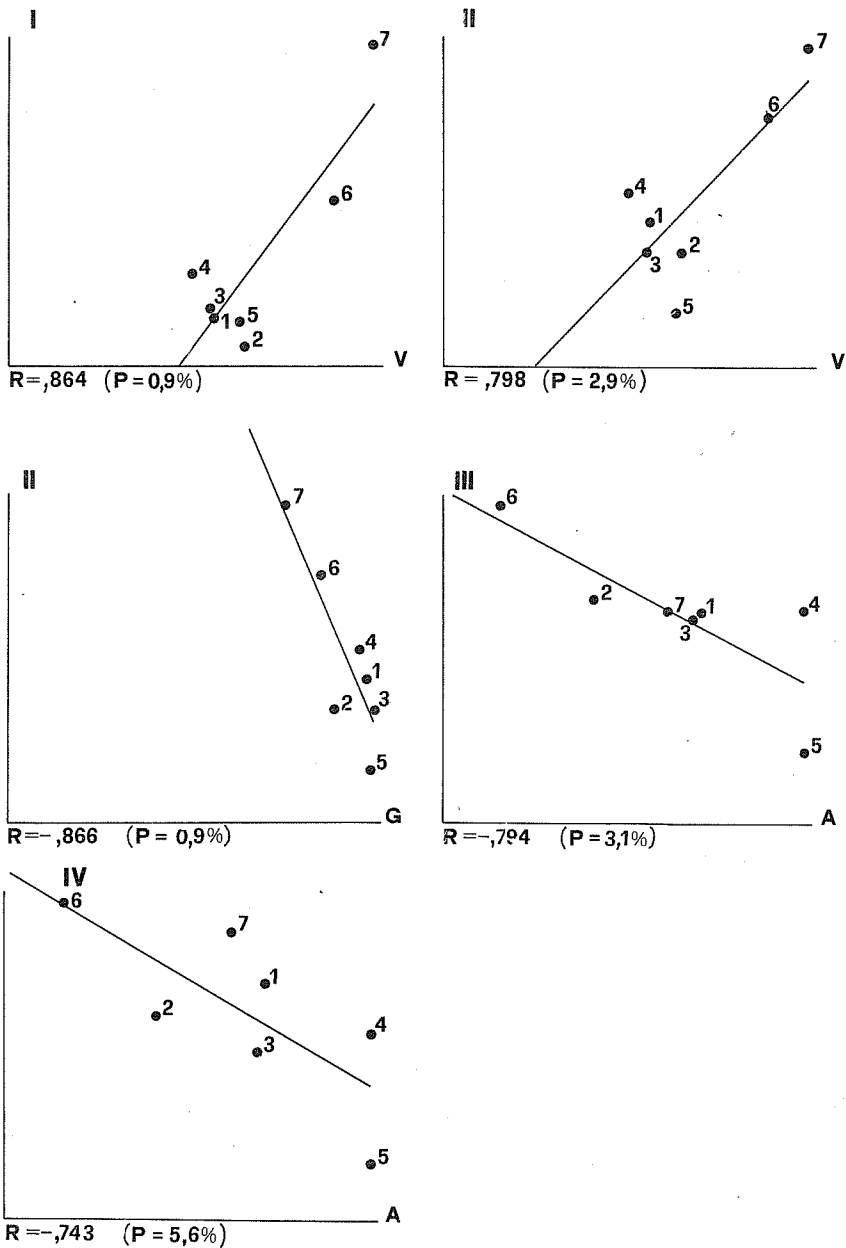 I
7
6
4
3
1
5
2
V
R=,864 (P=0,9%)
II
7
6
4
1
2
3
5
V
R=,798 (P=2,9%)
II
7
6
4
1
2
3
5
G
R=-,866 (P= 0,9%)
III
6
2
7
1
4
3
5
A
R=-,794 (P=3,1%)
IV
6
7
1
2
4
3
5
A
R=-,743 (P=5,6%)